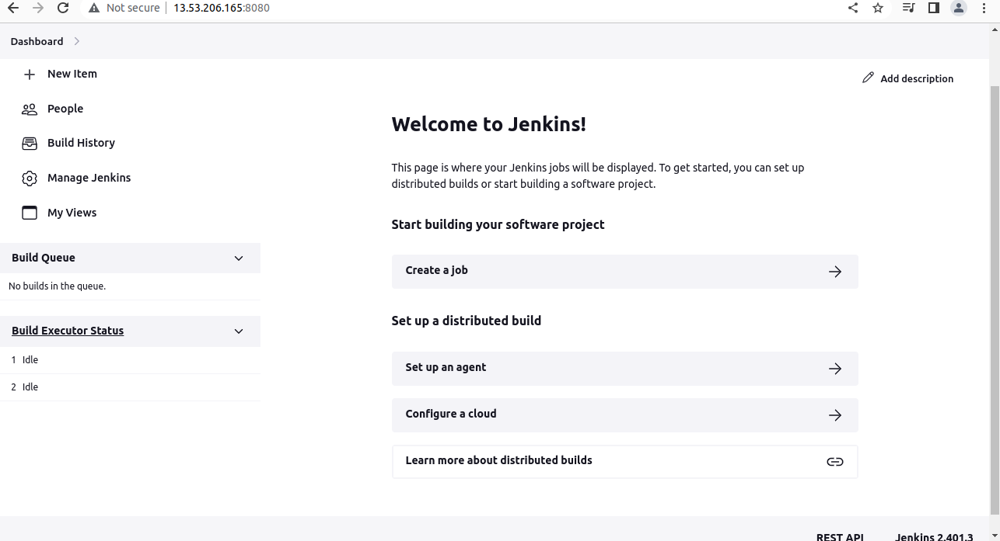 Not secure 13.53.206.165:8080
Dashboard
New Item
Add description
People
Build History
Manage Jenkins
My Views
Build Queue
No builds in the queue.
Build Executor Status
1 Idle
2 Idle
Welcome to Jenkins!
This page is where your Jenkins jobs will be displayed. To get started, you can set up
distributed builds or start building a software project.
Start building your software project
Create a job
Set up a distributed build
Set up an agent
Configure a cloud
Learn more about distributed builds
REST API Jenkins 2.401.3